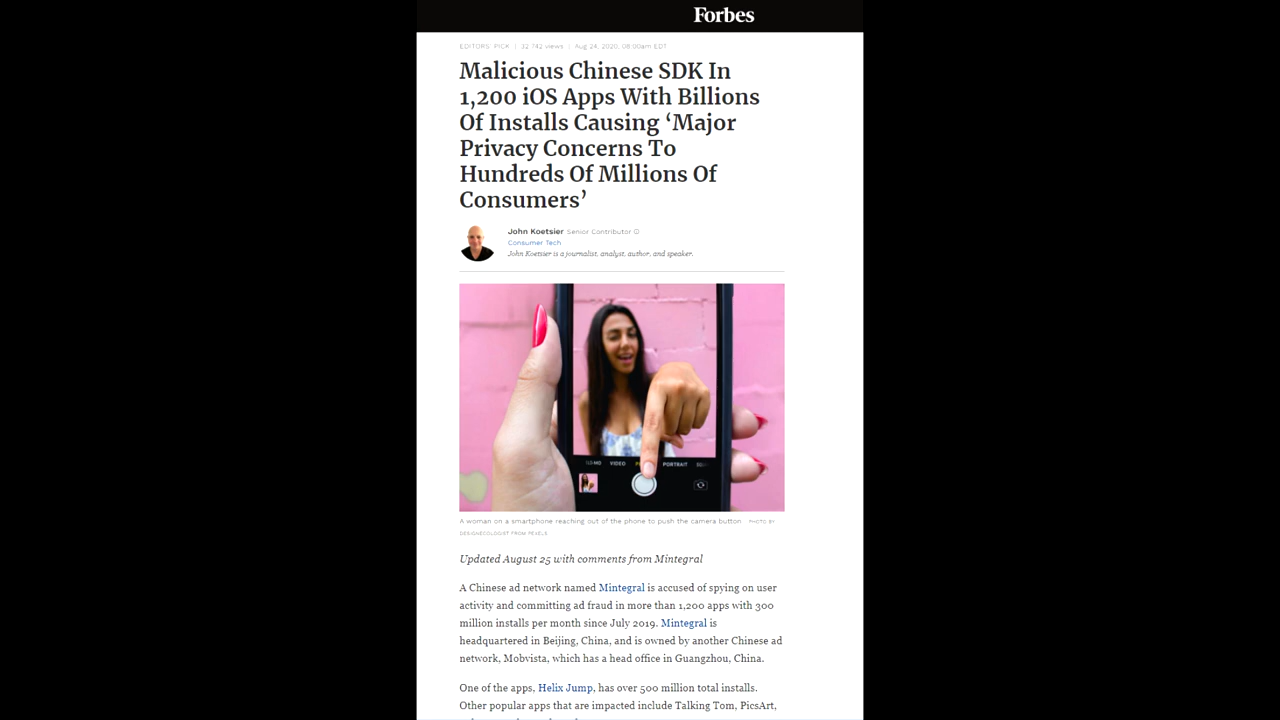 Forbes
EDITORS' PICK | 32 742 views | Aug 24, 2020, 08:00am EDT
Malicious Chinese SDK In
1,200 iOS Apps With Billions
Of Installs Causing ‘Major
Privacy Concerns To
Hundreds Of Millions Of
Consumers’
John Koetsier Senior Contributor
Consumer Tech
John Koetsier is a journalist, analyst, author, and speaker.
VIDEO
PORTRAIT
A woman on a smartphone reaching out of the phone to push the camera button PHOTO BY
DESIGNECOLOGIST FROM PEXELS
Updated August 25 with comments from Mintegral
A Chinese ad network named Mintegral is accused of spying on user
activity and committing ad fraud in more than 1,200 apps with 300
million installs per month since July 2019. Mintegral is
headquartered in Beijing, China, and is owned by another Chinese ad
network, Mobvista, which has a head office in Guangzhou, China.
One of the apps, Helix Jump, has over 500 million total installs.
Other popular apps that are impacted include Talking Tom, PicsArt,